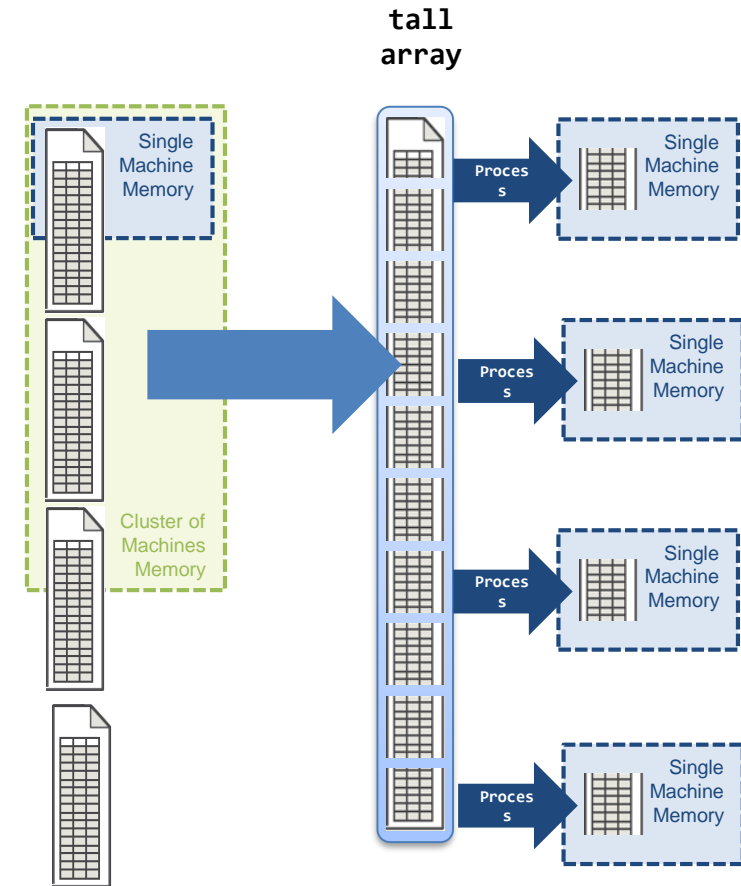 tall
array
Single
Machine
Memory
Cluster of
Machines
Memory
Proces
s
Single
Machine
Memory
Proces
s
Single
Machine
Memory
Proces
s
Single
Machine
Memory
Proces
s
Single
Machine
Memory